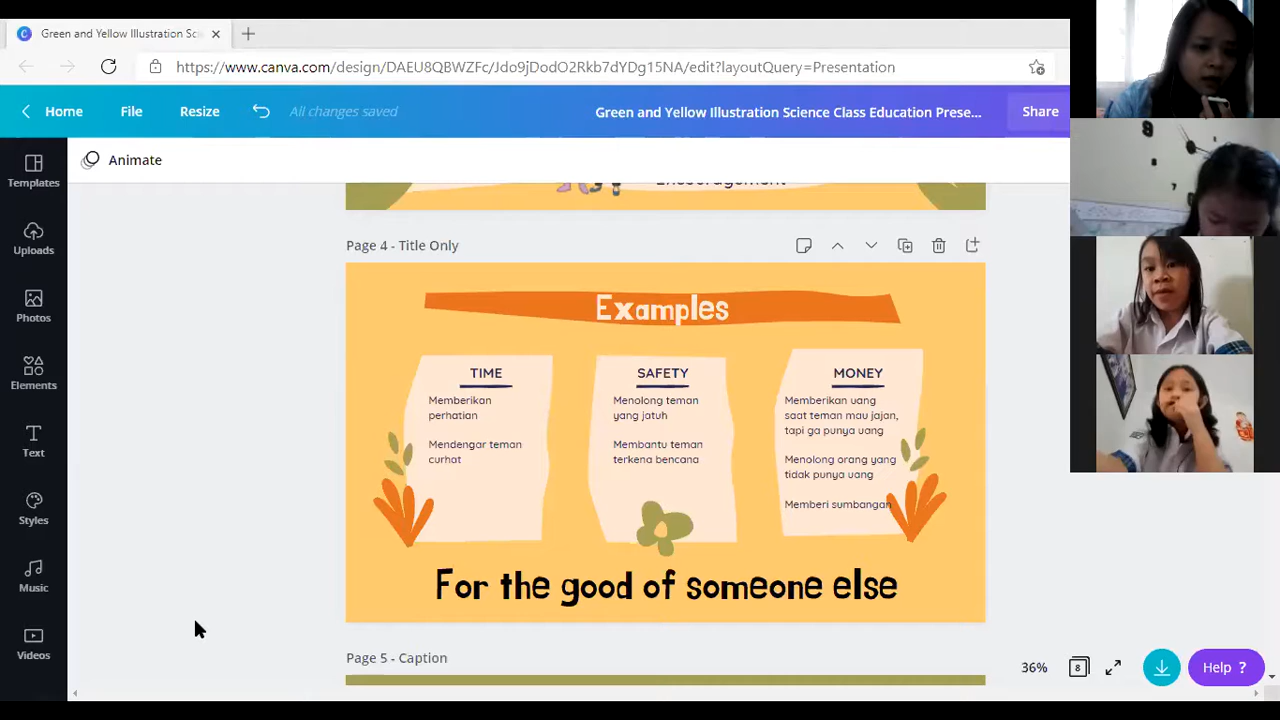 Green and Yellow Illustration Sc
https://www.canva.com/design/DAEU8QBWZFc/Jdo9jDodO2Rkb7dYDg15NA/edit?layoutQuery=Presentation
Home
File
Resize
All changes saved
Green and Yellow Illustration Science Class Education Prese...
Share
Animate
Templates
Uploads
Photos
Elements
Text
Styles
Music
Videos
Encouragement
Page 4 - Title Only
Examples
TIME
Memberikan
perhatian
Mendengar teman
curhat
SAFETY
Menolong teman
yang jatuh
Membantu teman
terkena bencana
MONEY
Memberikan uang
saat teman mau jajan,
tapi ga punya uang
Menolong orang yang
tidak punya uang
Memberi sumbangan
For the good of someone else
Page 5 - Caption
36%
8
Help ?